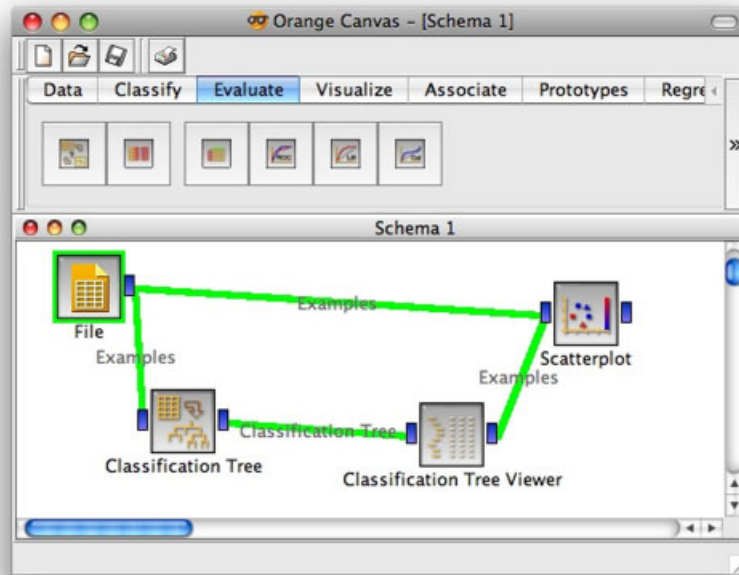 Orange Canvas - [Schema 1]
Data Classify Evaluate Visualize Associate Prototypes Regre
ROC
Schema 1
Examples
File
Examples
Scatterplot
Examples
Classification Tree
Classification Tree
Classification Tree Viewer